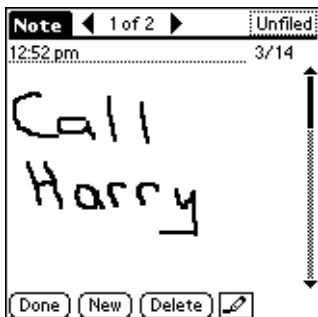 Note 1 of 2 Unfiled
12:52 pm 3/14
Call
Harry
Done New Delete